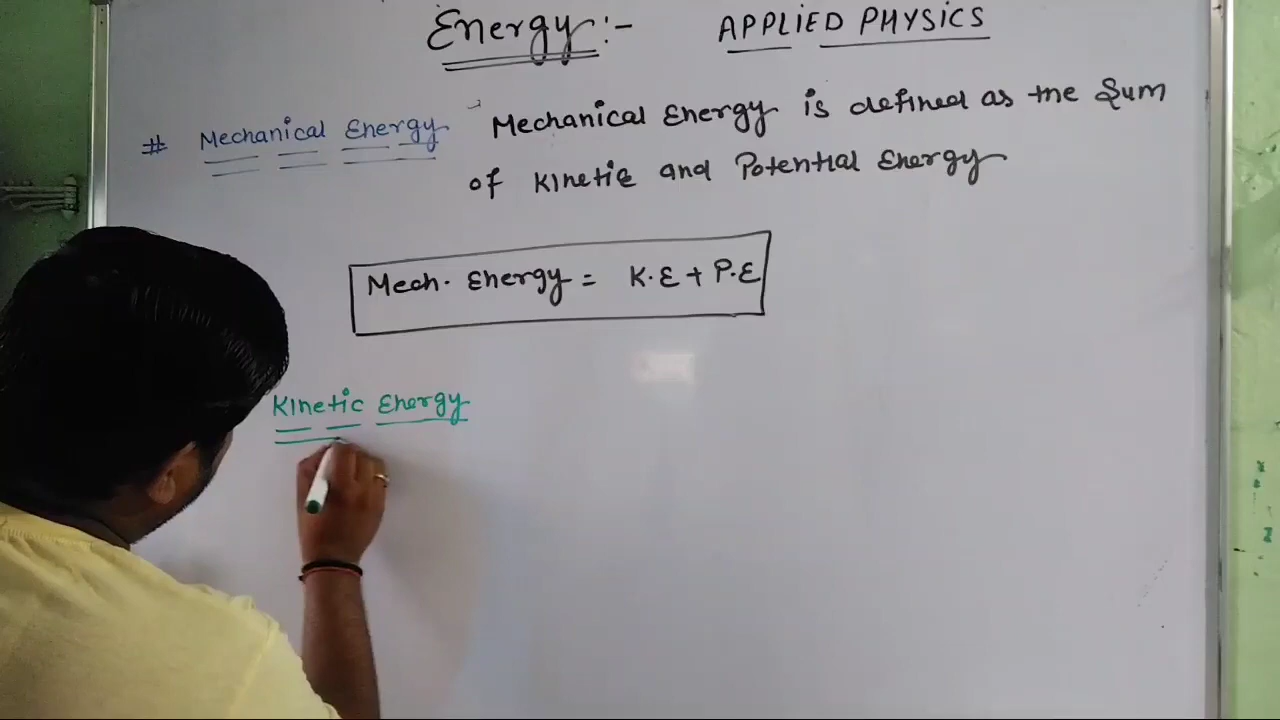 Energy:- APPLIED PHYSICS
# Mechanical Energy Mechanical Energy is defined as the Sum
of Kinetic and Potential Energy
Mech. Energy = K.E + P.E
Kinetic Energy